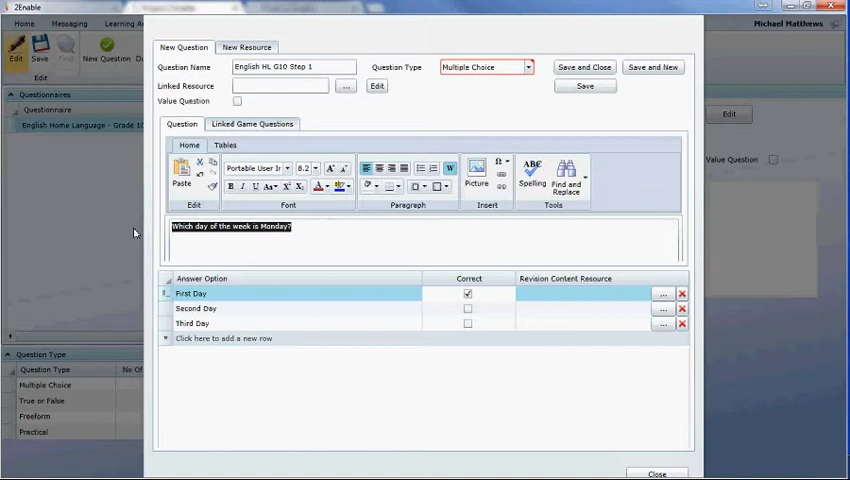 2Enable
Home Messaging Learning A
Michael Matthews
Edit Save Find New Question
Edit
New Question New Resource
Question Name English HL G10 Step 1 Question Type Multiple Choice Save and Close Save and New
Linked Resource ... Edit Save
Value Question
Questionnaires
Questionnaire
English Home Language - Grade 10
Edit
Value Question
Question Linked Game Questions
Home Tables
Paste Portable User 8.2 Picture Spelling Find and Replace
Edit Font Paragraph Insert Tools
Which day of the week is Monday?
Answer Option Correct Revision Content Resource
First Day ...
Second Day ...
Third Day ...
* Click here to add a new row
Question Type
Question Type No Of
Multiple Choice
True or False
Freeform
Practical
Close